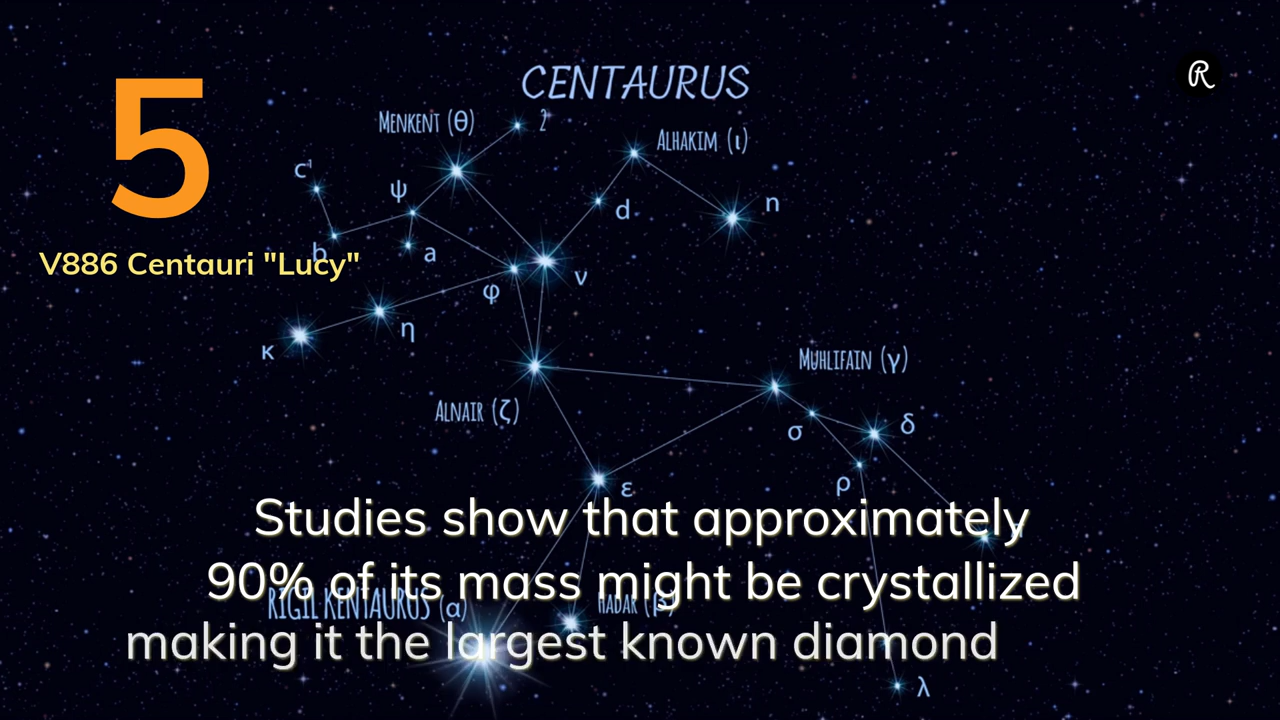 CENTAURUS
R
5
MENKENT (θ)
2
ALHAKIM (ι)
c¹
ψ
d
n
b
a
V886 Centauri "Lucy"
ν
φ
η
κ
MUHLIFAIN (γ)
ALNAIR (ζ)
σ
δ
ε
ρ
Studies show that approximately
90% of its mass might be crystallized
RIGIL KENTAURUS (α)
HADAR (β)
making it the largest known diamond
λ